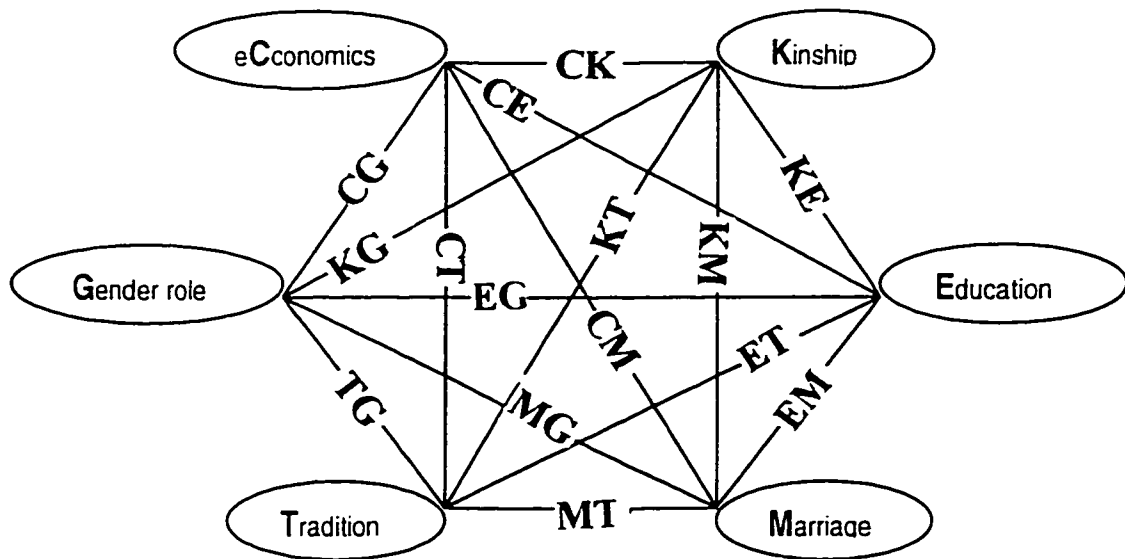 eCconomics
Kinship
CK
CE
CG
KE
KT
KG
CT
KM
Gender role
EG
Education
CM
ET
TG
MG
EM
Tradition
MT
Marriage